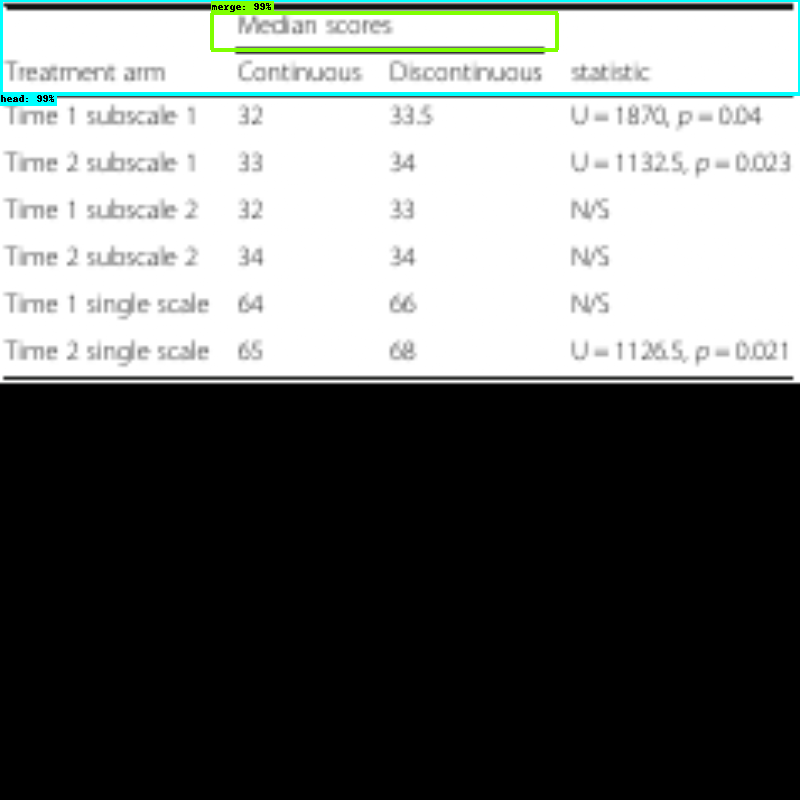 merge: 99%
Median scores
Treatment arm Continuous Discontinuous statistic
head: 99%
Time 1 subscale 1 32 33.5 U = 1870, p = 0.04
Time 2 subscale 1 33 34 U = 1132.5, p = 0.023
Time 1 subscale 2 32 33 N/S
Time 2 subscale 2 34 34 N/S
Time 1 single scale 64 66 N/S
Time 2 single scale 65 68 U = 1126.5, p = 0.021